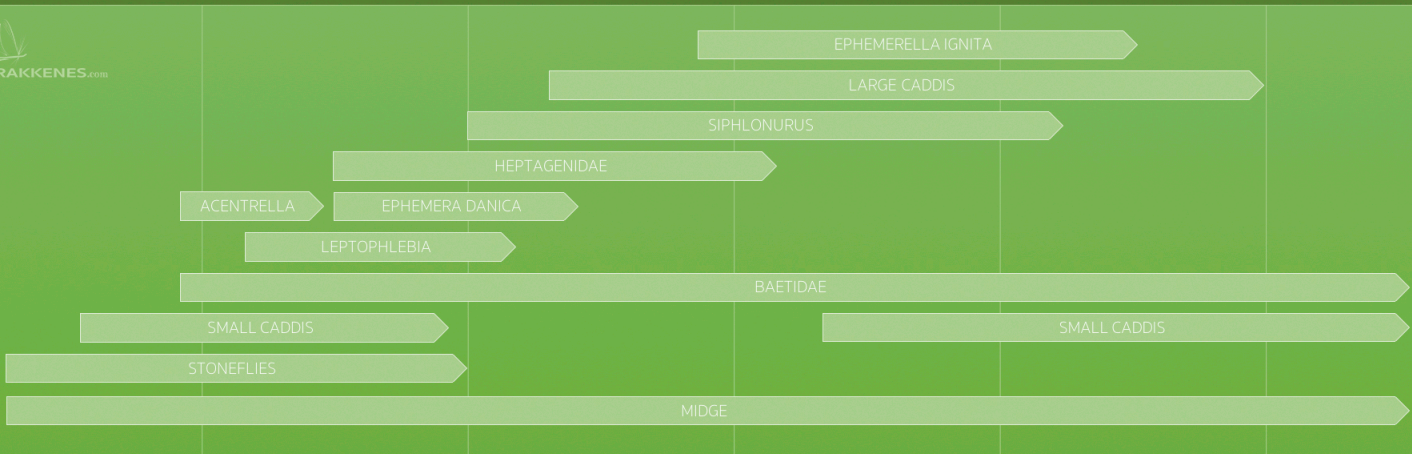 EPHEMERELLA IGNITA
RAKKENES.com
LARGE CADDIS
SIPHLONURUS
HEPTAGENIDAE
ACENTRELLA
EPHEMERA DANICA
LEPTOPHLEBIA
BAETIDAE
SMALL CADDIS
SMALL CADDIS
STONEFLIES
MIDGE